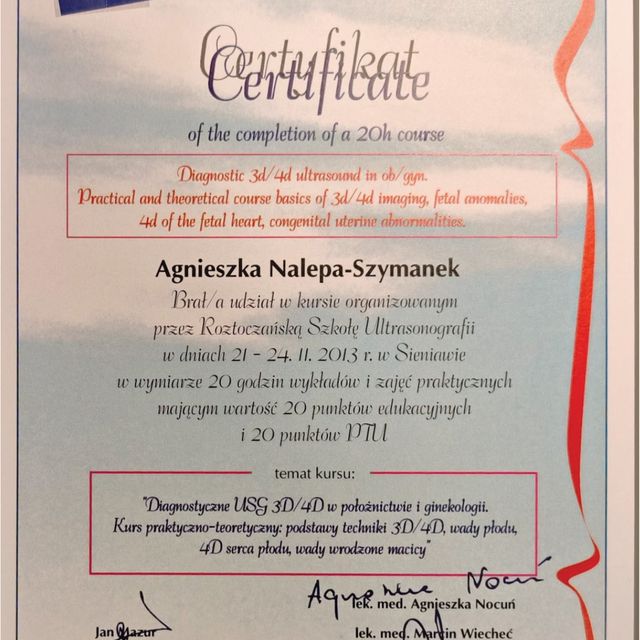 Certyfikat
Certificate
of the completion of a 20h course
Diagnostic 3d/4d ultrasound in ob/gyn.
Practical and theoretical course basics of 3d/4d imaging, fetal anomalies,
4d of the fetal heart, congenital uterine abnormalities.
Agnieszka Nalepa-Szymanek
Brał/a udział w kursie organizowanym
przez Roztoczańską Szkołę Ultrasonografii
w dniach 21 - 24. 11. 2013 r. w Sieniawie
w wymiarze 20 godzin wykładów i zajęć praktycznych
mającym wartość 20 punktów edukacyjnych
i 20 punktów PTU
temat kursu:
"Diagnostyczne USG 3D/4D w położnictwie i ginekologii.
Kurs praktyczno-teoretyczny: podstawy techniki 3D/4D, wady płodu,
4D serca płodu, wady wrodzone macicy"
Agnieszka Nocuń
lek. med. Agnieszka Nocuń
Jan Mazur
lek. med. Marcin Wiecheć